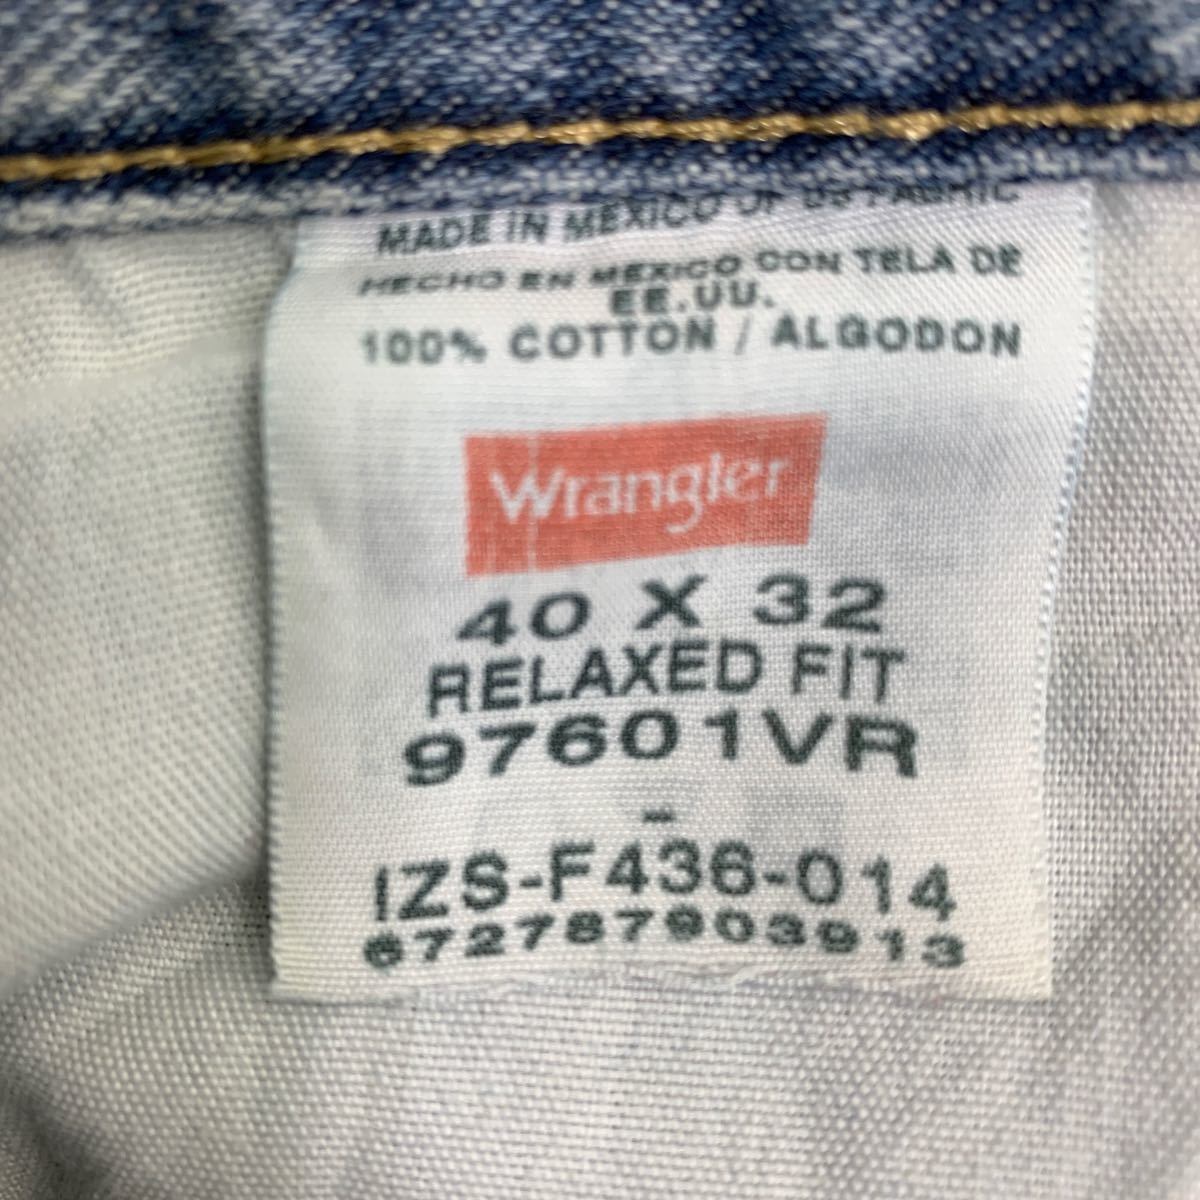 MADE IN MEXICO OF US FABRIC
HECHO EN MEXICO CON TELA DE
EE.UU.
100% COTTON / ALGODON
Wrangler
40 X 32
RELAXED FIT
97601VR
-
IZS-F436-014
672787903913